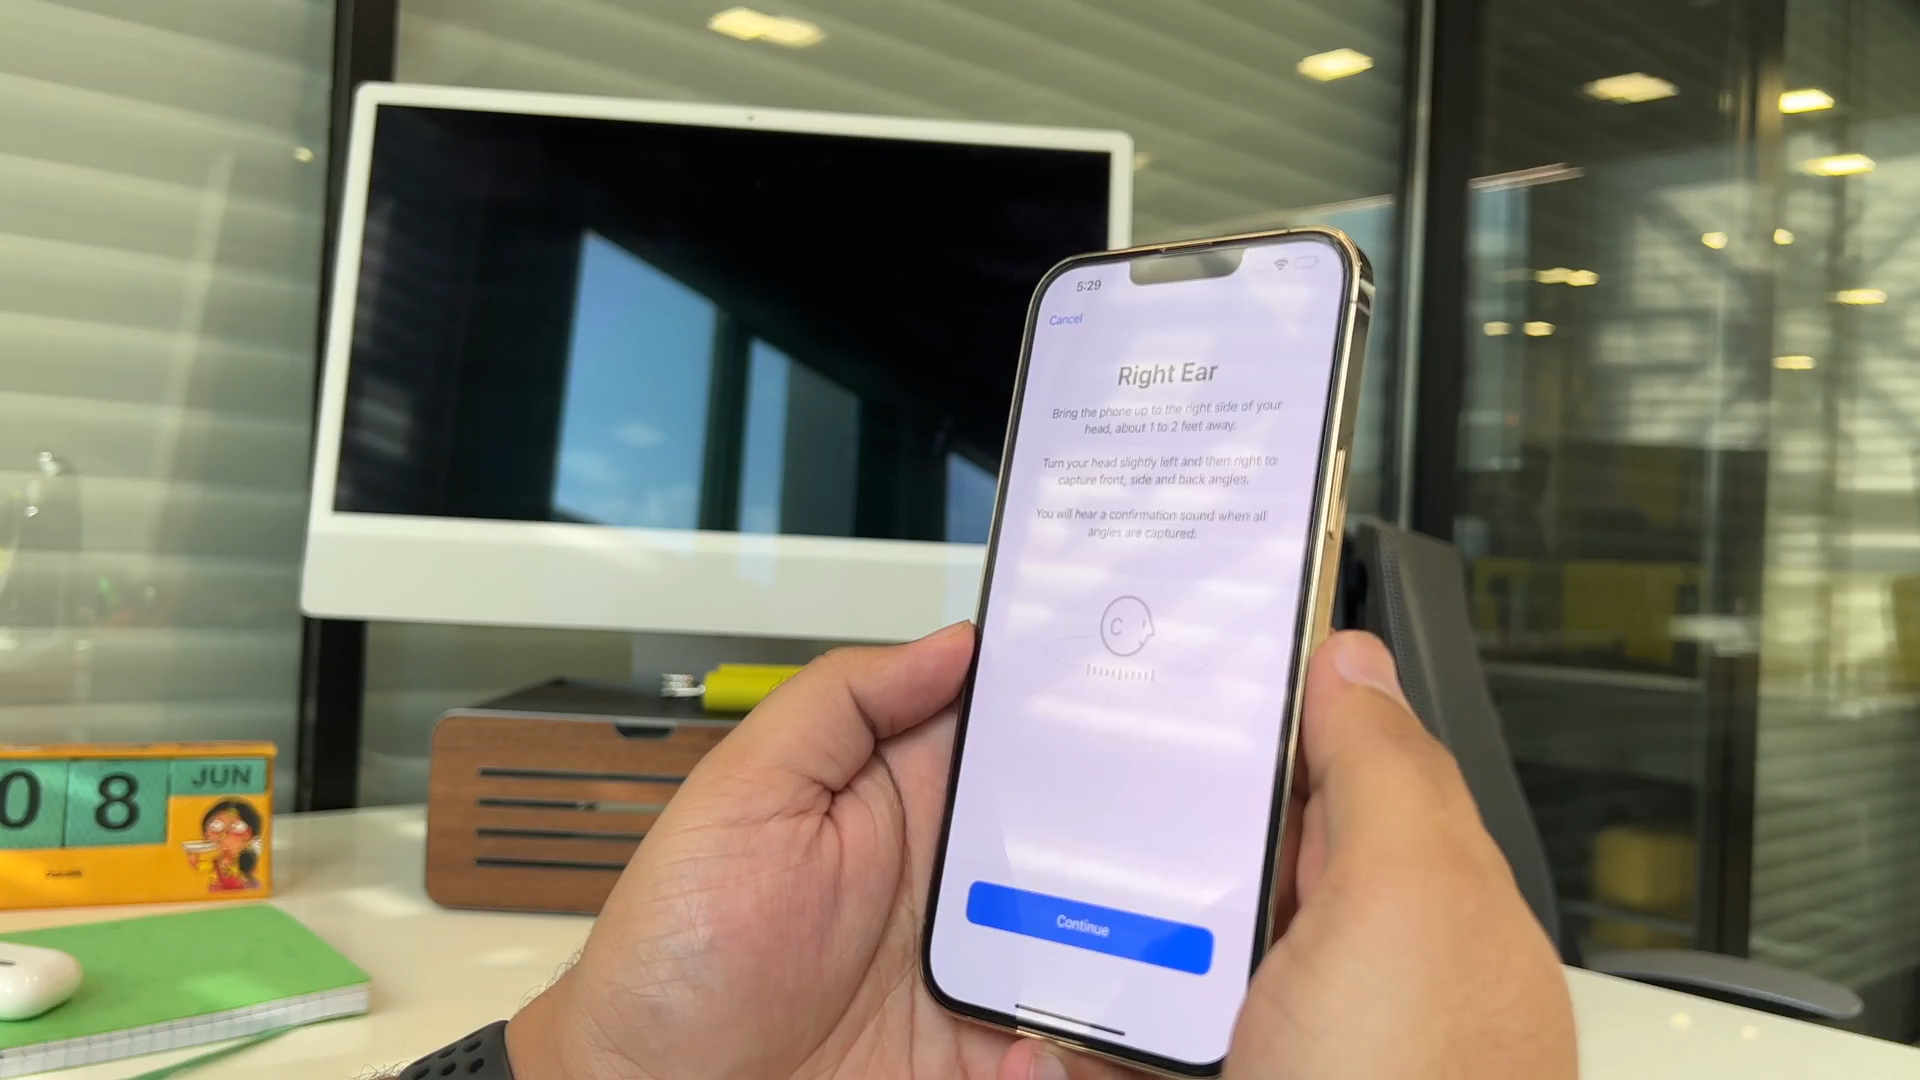 5:29
Cancel
Right Ear
Bring the phone up to the right side of your
head, about 1 to 2 feet away.
Turn your head slightly left and then right to
capture front, side and back angles.
You will hear a confirmation sound when all
angles are captured.
Continue
08 JUN